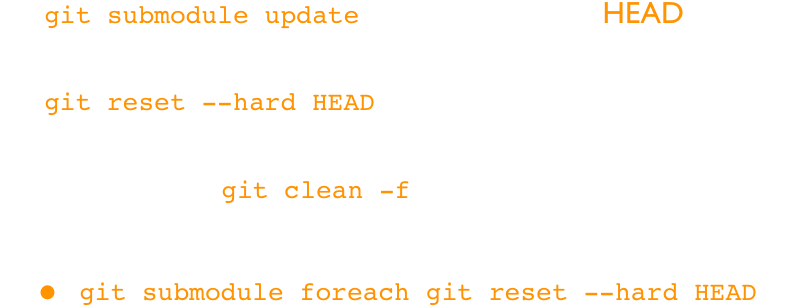 git submodule update HEAD
git reset --hard HEAD
git clean -f
● git submodule foreach git reset --hard HEAD